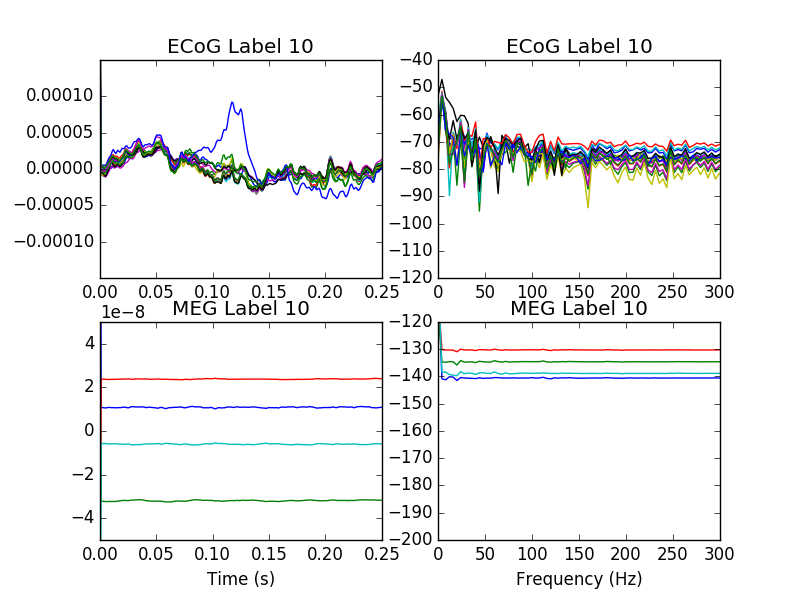 ECoG Label 10
0.00010
0.00005
0.00000
−0.00005
−0.00010
0.00 0.05 0.10 0.15 0.20 0.25
ECoG Label 10
−40
−50
−60
−70
−80
−90
−100
−110
−120
0 50 100 150 200 250 300
MEG Label 10
1e−8
4
2
0
−2
−4
0.00 0.05 0.10 0.15 0.20 0.25
Time (s)
MEG Label 10
−120
−130
−140
−150
−160
−170
−180
−190
−200
0 50 100 150 200 250 300
Frequency (Hz)